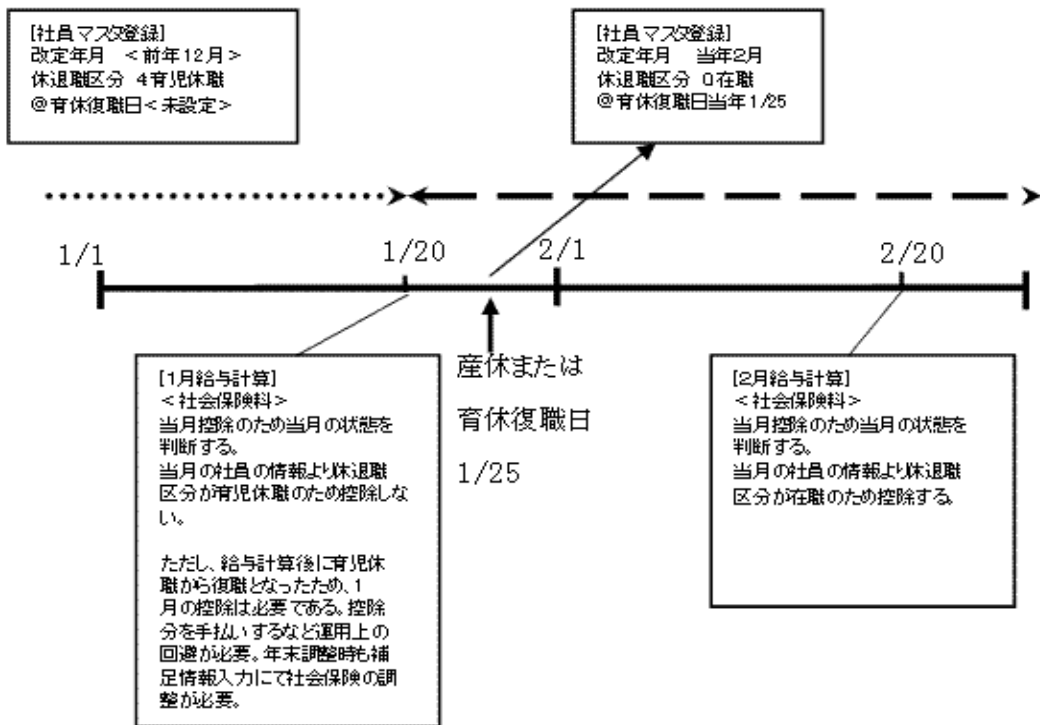 [社員マスタ登録]
改定年月　<前年12月>
休退職区分 4育児休職
@育休復職日<未設定>
[社員マスタ登録]
改定年月　当年2月
休退職区分 0在職
@育休復職日当年1/25
1/1
1/20
2/1
2/20
[1月給与計算]
<社会保険料>
当月控除のため当月の状態を
判断する。
当月の社員の情報より休退職
区分が育児休職のため控除しな
い。
ただし、給与計算後に育児休
職から復職となったため、1
月の控除は必要である。控除
分を手払いするなど運用上の
回避が必要。年末調整時も補
足情報入力にて社会保険の調
整が必要。
産休または
育休復職日
1/25
[2月給与計算]
<社会保険料>
当月控除のため当月の状態を
判断する。
当月の社員の情報より休退職
区分が在職のため控除する。